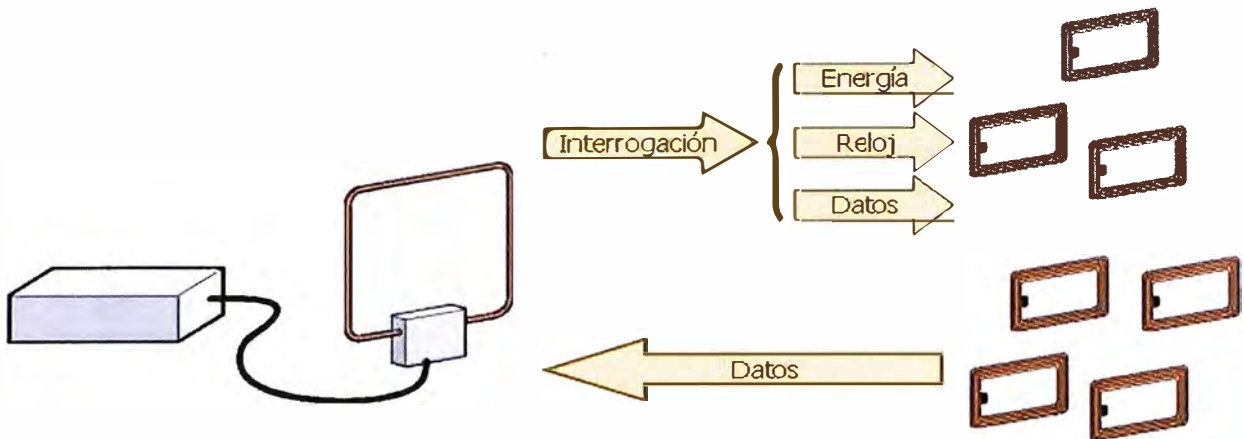 Energía
Interrogación
Reloj
Datos
Datos